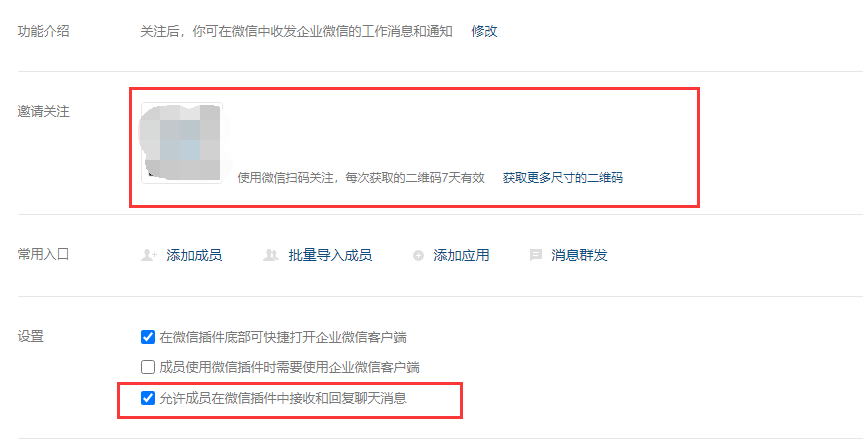 功能介绍 关注后，你可在微信中收发企业微信的工作消息和通知 修改
邀请关注
使用微信扫码关注，每次获取的二维码7天有效 获取更多尺寸的二维码
常用入口 添加成员 批量导入成员 添加应用 消息群发
设置 在微信插件底部可快捷打开企业微信客户端
成员使用微信插件时需要使用企业微信客户端
允许成员在微信插件中接收和回复聊天消息